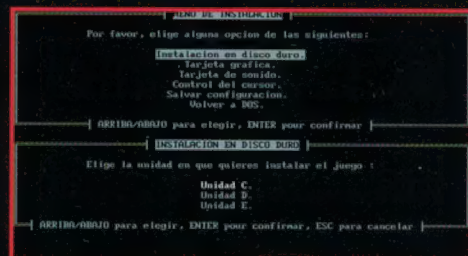 MENU DE INSTALACION
Por favor, elige alguna opcion de las siguientes:
Instalacion en disco duro.
Tarjeta grafica.
Tarjeta de sonido.
Control del cursor.
Salvar configuracion.
Volver a DOS.
ARRIBA/ABAJO para elegir, ENTER pour confirmar
INSTALACION EN DISCO DURO
Elige la unidad en que quieres instalar el juego :
Unidad C.
Unidad D.
Unidad E.
ARRIBA/ABAJO para elegir, ENTER pour confirmar, ESC para cancelar